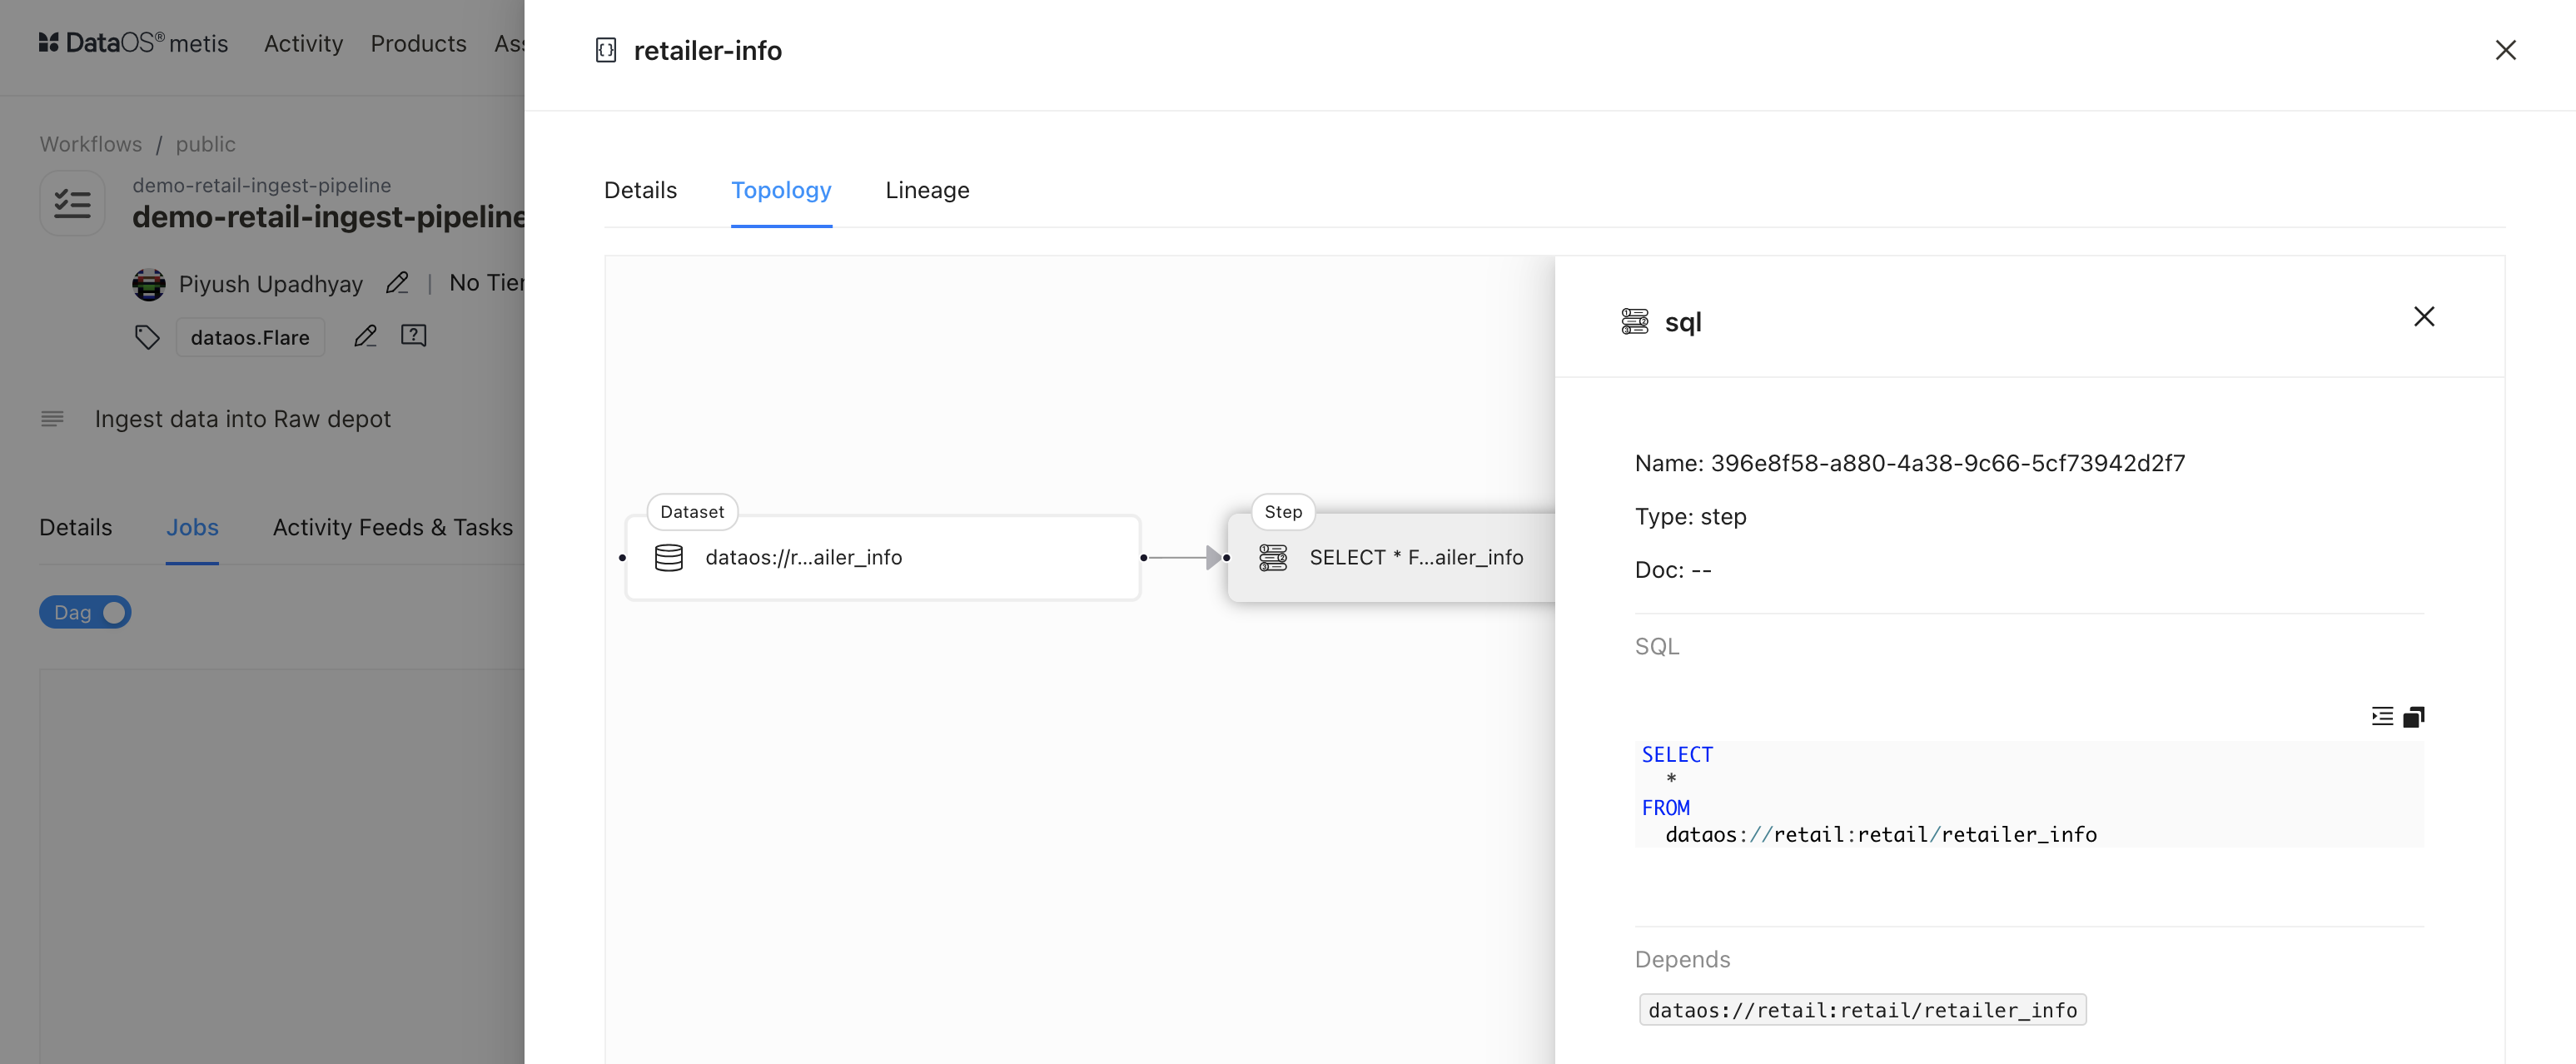 DataOS® metis Activity Products Ass
Workflows / public
demo-retail-ingest-pipeline
demo-retail-ingest-pipeline
Piyush Upadhyay | No Tier
dataos.Flare
Ingest data into Raw depot
Details Jobs Activity Feeds & Tasks
Dag
retailer-info
Details Topology Lineage
Dataset
dataos://r...ailer_info
Step
SELECT * F...ailer_info
sql
Name: 396e8f58-a880-4a38-9c66-5cf73942d2f7
Type: step
Doc: --
SQL
SELECT
*
FROM
dataos://retail:retail/retailer_info
Depends
dataos://retail:retail/retailer_info